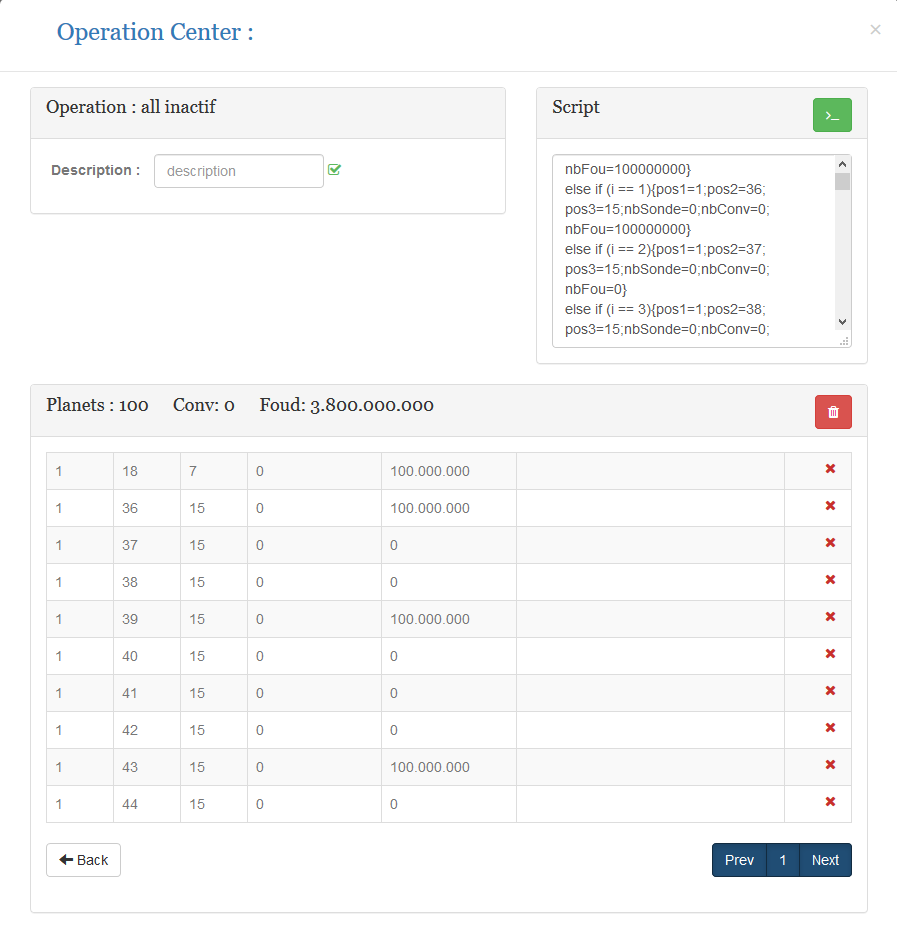 Operation Center :
×
Operation : all inactif
Description :
description
Script
>_
nbFou=100000000}
else if (i == 1){pos1=1;pos2=36;
pos3=15;nbSonde=0;nbConv=0;
nbFou=100000000}
else if (i == 2){pos1=1;pos2=37;
pos3=15;nbSonde=0;nbConv=0;
nbFou=0}
else if (i == 3){pos1=1;pos2=38;
pos3=15;nbSonde=0;nbConv=0;
Planets : 100 Conv: 0 Foud: 3.800.000.000
1 18 7 0 100.000.000
1 36 15 0 100.000.000
1 37 15 0 0
1 38 15 0 0
1 39 15 0 100.000.000
1 40 15 0 0
1 41 15 0 0
1 42 15 0 0
1 43 15 0 100.000.000
1 44 15 0 0
Back
Prev 1 Next